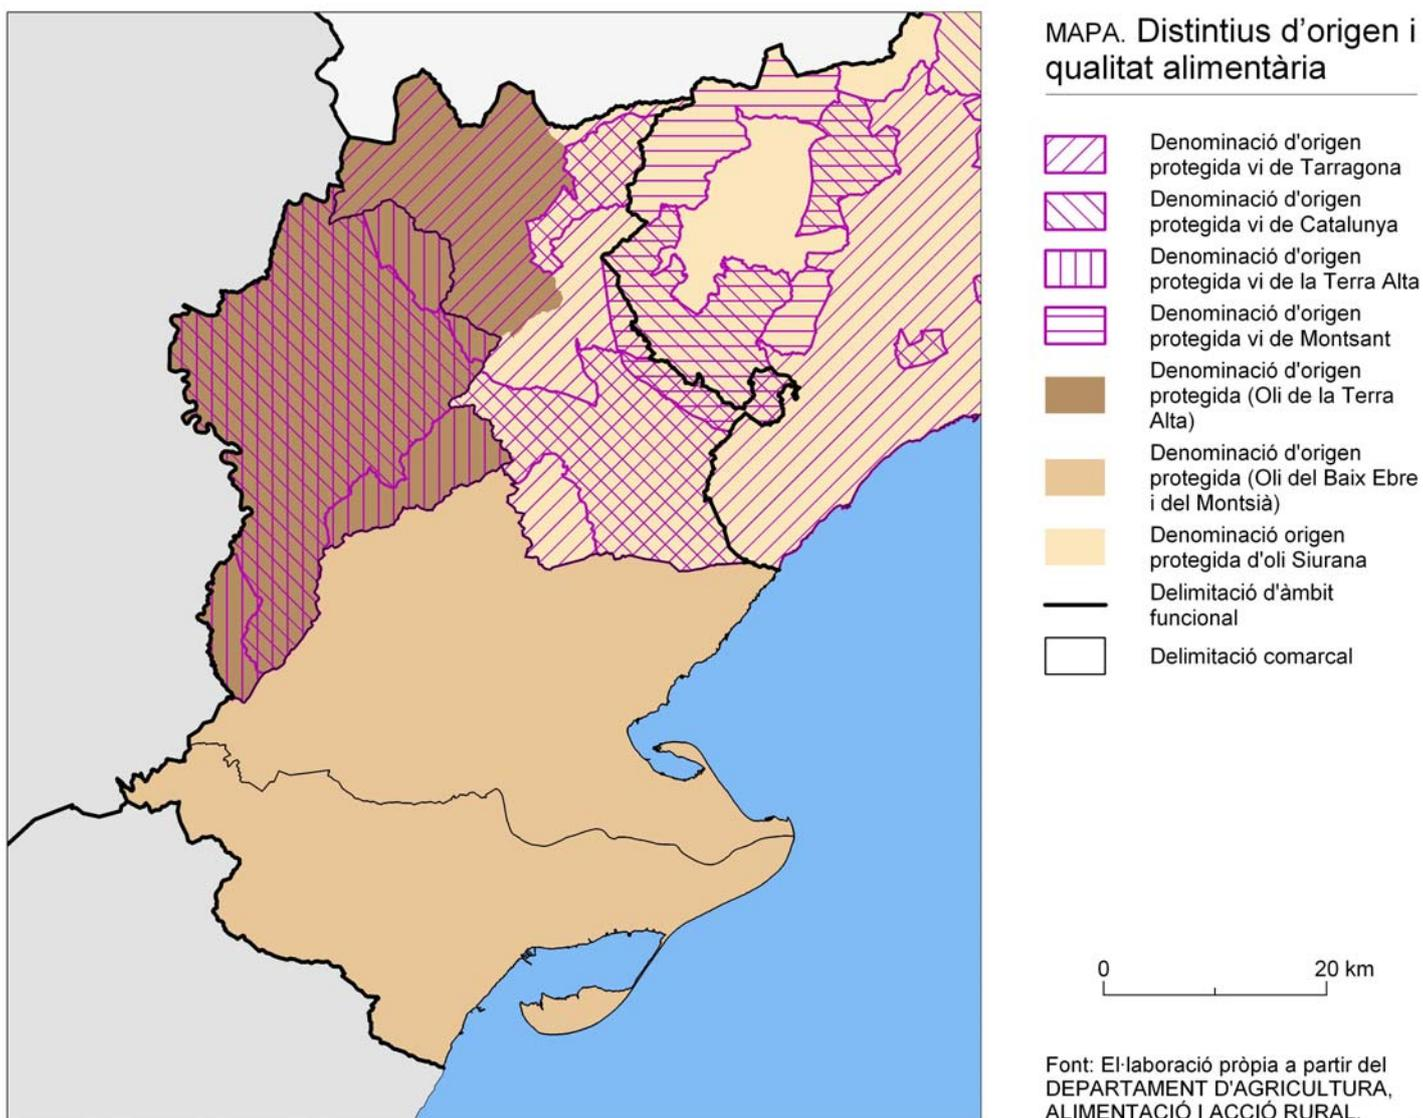 MAPA. Distintius d’origen i
qualitat alimentària
Denominació d'origen
protegida vi de Tarragona
Denominació d'origen
protegida vi de Catalunya
Denominació d'origen
protegida vi de la Terra Alta
Denominació d'origen
protegida vi de Montsant
Denominació d'origen
protegida (Oli de la Terra
Alta)
Denominació d'origen
protegida (Oli del Baix Ebre
i del Montsià)
Denominació origen
protegida d'oli Siurana
Delimitació d'àmbit
funcional
Delimitació comarcal
0 20 km
Font: El·laboració pròpia a partir del
DEPARTAMENT D'AGRICULTURA,
ALIMENTACIÓ I ACCIÓ RURAL.